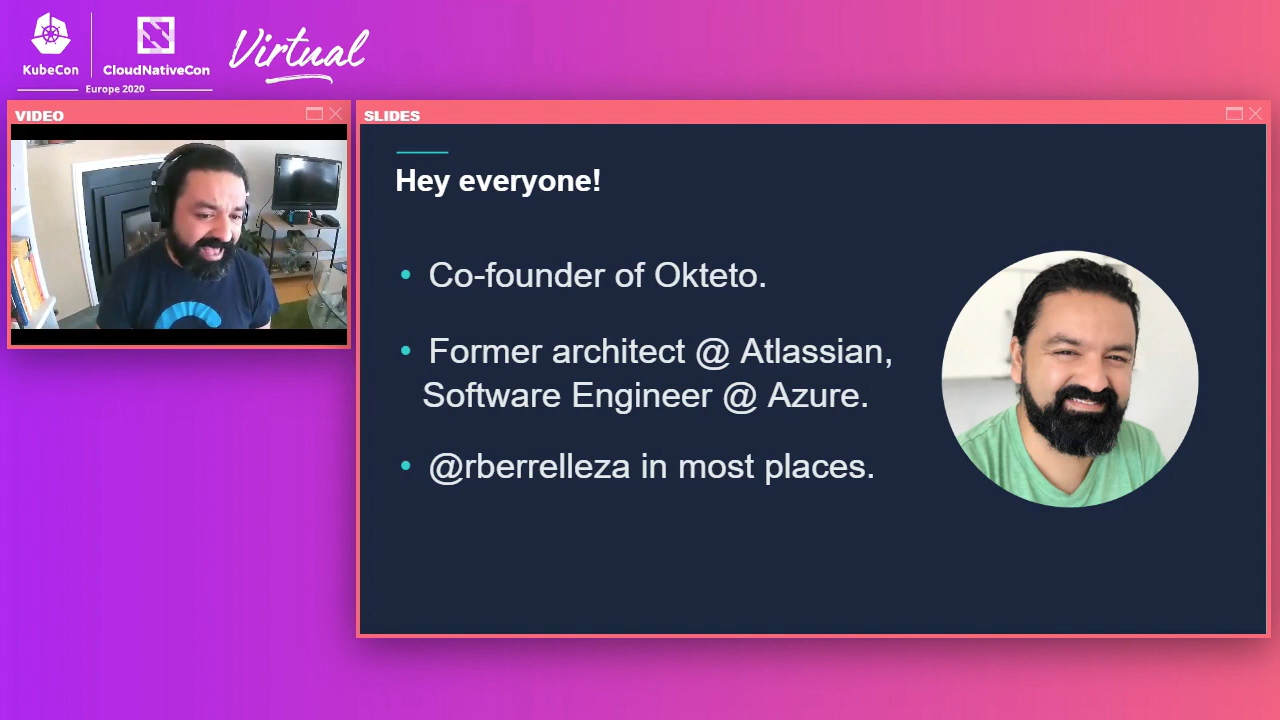 KubeCon
CloudNativeCon
Europe 2020
Virtual
VIDEO
SLIDES
Hey everyone!
• Co-founder of Okteto.
• Former architect @ Atlassian,
Software Engineer @ Azure.
• @rberrelleza in most places.